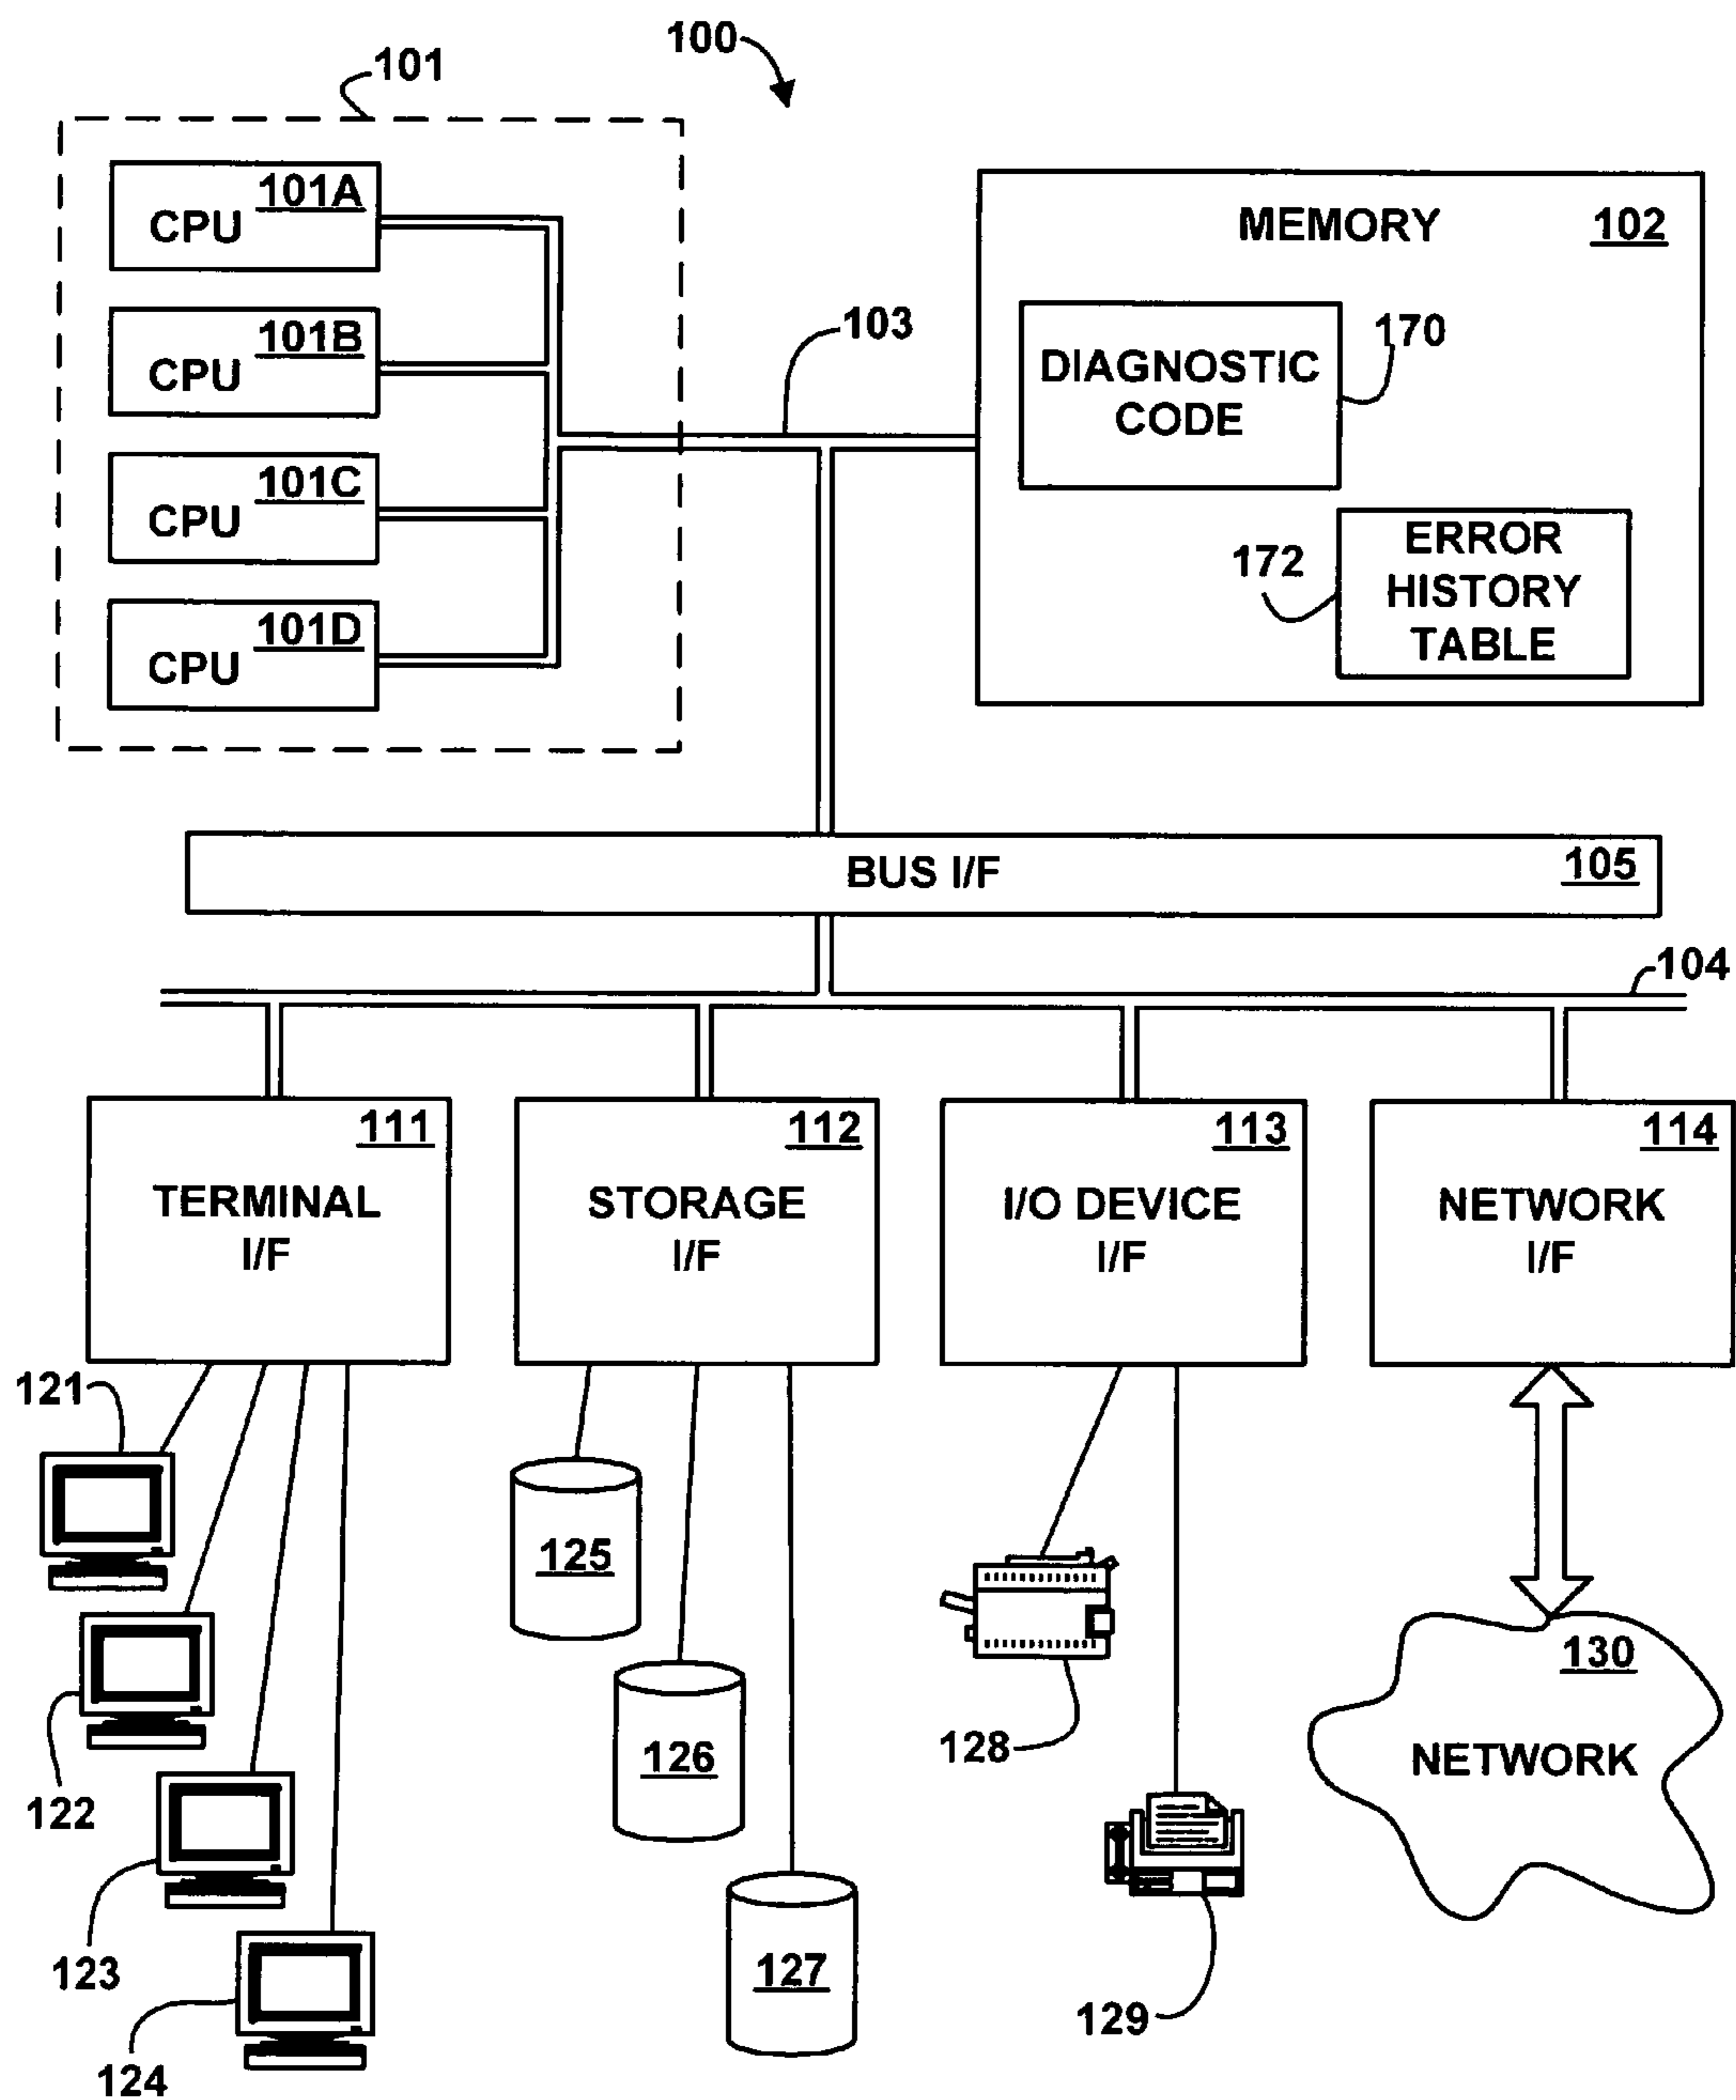 100
101
101A
CPU
101B
CPU
101C
CPU
101D
CPU
103
MEMORY
102
DIAGNOSTIC
CODE
170
172
ERROR
HISTORY
TABLE
BUS I/F
105
104
111
TERMINAL
I/F
112
STORAGE
I/F
113
I/O DEVICE
I/F
114
NETWORK
I/F
121
122
123
124
125
126
127
128
129
130
NETWORK